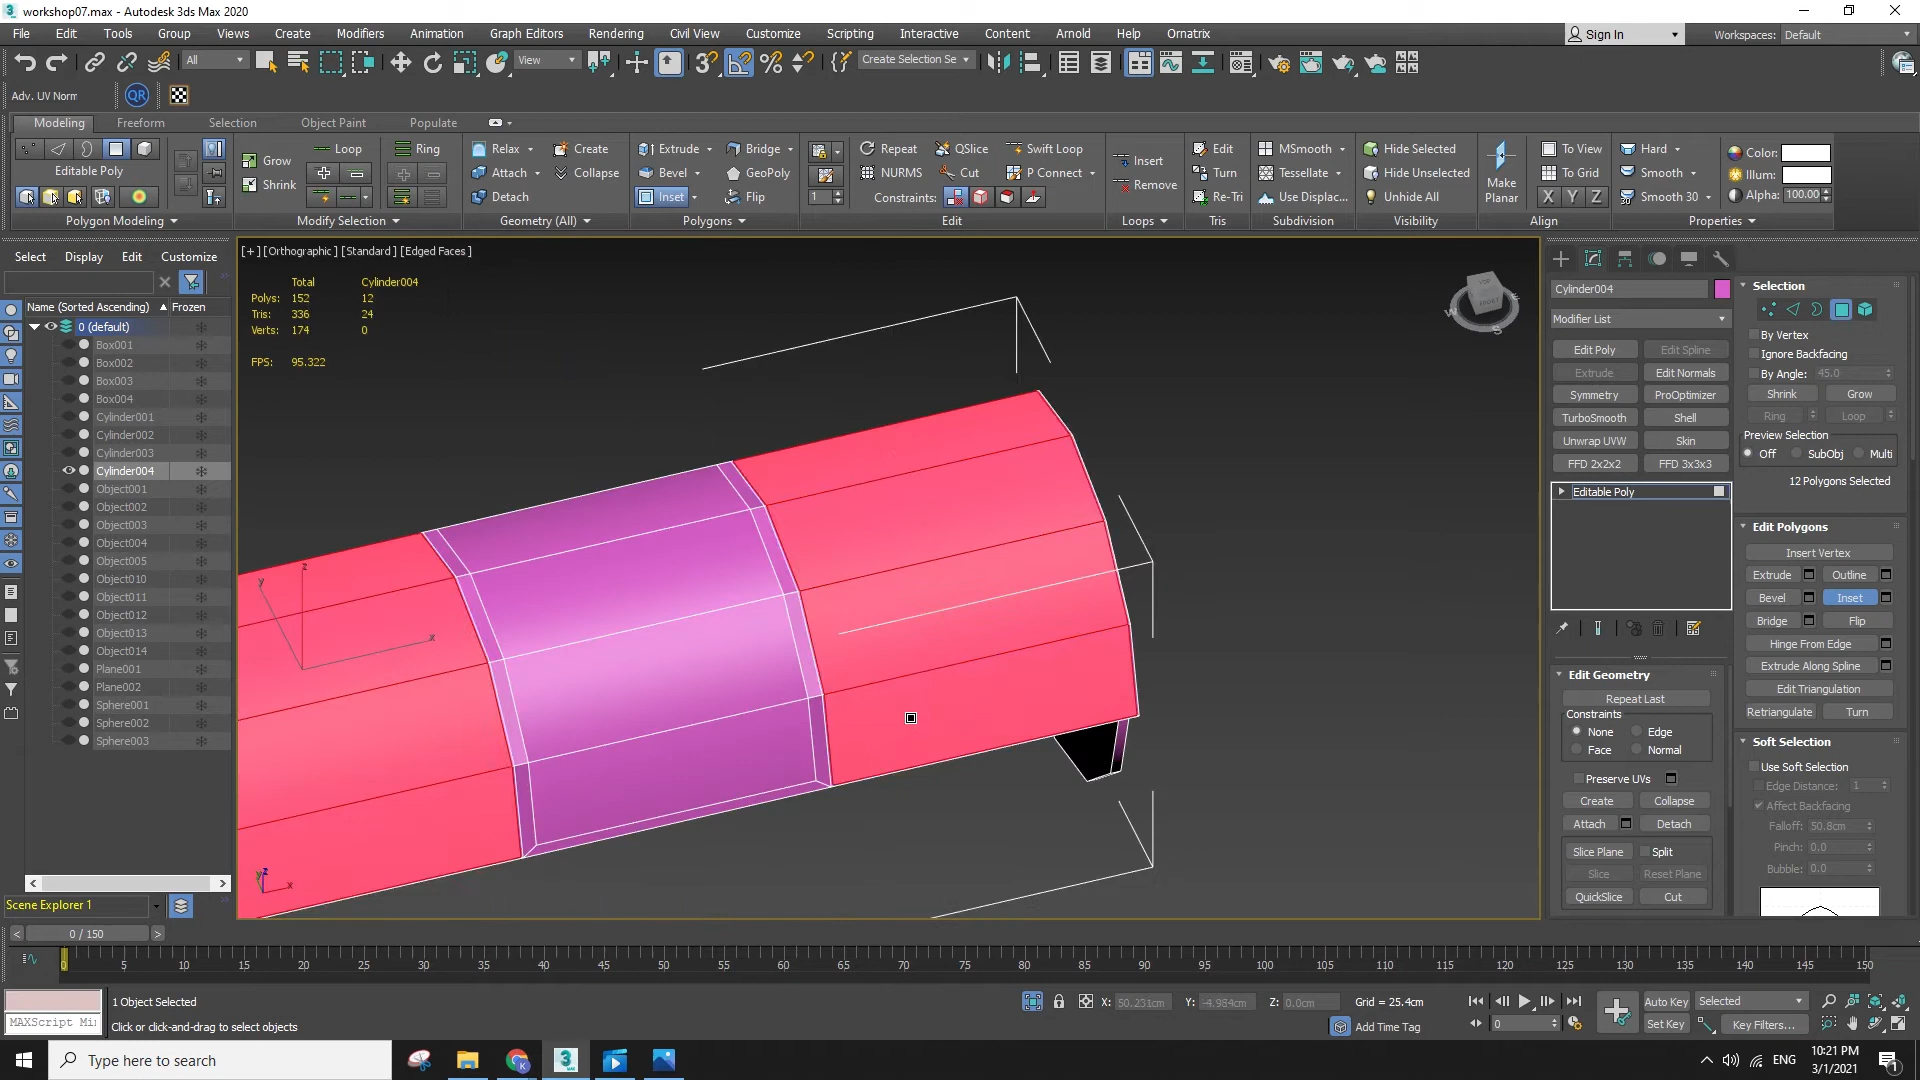 workshop07.max - Autodesk 3ds Max 2020
File Edit Tools Group Views Create Modifiers Animation Graph Editors Rendering Civil View Customize Scripting Interactive Content Arnold Help Ornatrix Sign In Workspaces: Default
All View Create Selection Se
Adv. UV Norm QR
Modeling Freeform Selection Object Paint Populate
Loop Ring Relax Create Extrude Bridge Repeat QSlice Swift Loop Edit MSmooth Hide Selected To View Hard Color:
Grow Insert
Edit Poly Attach Collapse Bevel GeoPoly NURMS Cut P Connect Turn Tessellate Hide Unselected Make Planar To Grid Smooth Illum:
Shrink Remove
Detach Inset Flip 1 Constraints: Re-Tri Use Displac... Unhide All X Y Z Smooth 30 Alpha: 100.00
Polygon Modeling Modify Selection Geometry (All) Polygons Edit Loops Tris Subdivision Visibility Align Properties
Select Display Edit Customize
Name (Sorted Ascending) Frozen
0 (default)
Box001
Box002
Box003
Box004
Cylinder001
Cylinder002
Cylinder003
Cylinder004
Object001
Object002
Object003
Object004
Object005
Object010
Object011
Object012
Object013
Object014
Plane001
Plane002
Sphere001
Sphere002
Sphere003
Scene Explorer 1
[+] [Orthographic ] [Standard ] [Edged Faces ]
Total Cylinder004
Polys: 152 12
Tris: 336 24
Verts: 174 0
FPS: 95.322
FRONT
W S
z
y
x
z
x
Cylinder004
Modifier List
Edit Poly Edit Spline
Extrude Edit Normals
Symmetry ProOptimizer
TurboSmooth Shell
Unwrap UVW Skin
FFD 2x2x2 FFD 3x3x3
Editable Poly
Edit Geometry
Repeat Last
Constraints
None Edge
Face Normal
Preserve UVs
Create Collapse
Attach Detach
Slice Plane Split
Slice Reset Plane
QuickSlice Cut
Selection
By Vertex
Ignore Backfacing
By Angle: 45.0
Shrink Grow
Ring Loop
Preview Selection
Off SubObj Multi
12 Polygons Selected
Edit Polygons
Insert Vertex
Extrude Outline
Bevel Inset
Bridge Flip
Hinge From Edge
Extrude Along Spline
Edit Triangulation
Retriangulate Turn
Soft Selection
Use Soft Selection
Edge Distance: 1
Affect Backfacing
Falloff: 50.8cm
Pinch: 0.0
Bubble: 0.0
< 0 / 150 >
0 5 10 15 20 25 30 35 40 45 50 55 60 65 70 75 80 85 90 95 100 105 110 115 120 125 130 135 140 145 150
1 Object Selected X: 50.231cm Y: -4.984cm Z: 0.0cm Grid = 25.4cm Auto Key Selected
MAXScript Mi Click or click-and-drag to select objects Add Time Tag 0 Set Key Key Filters...
Type here to search ENG 10:21 PM
3/1/2021
1